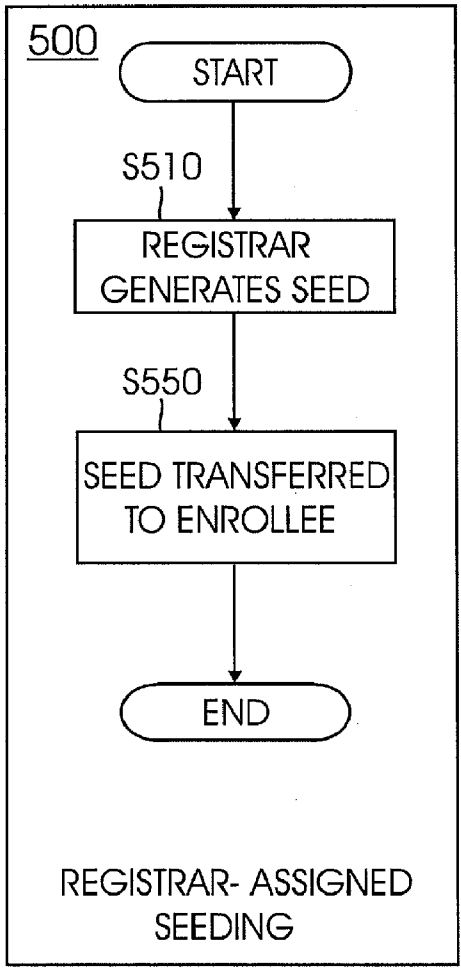 500
START
S510
REGISTRAR
GENERATES SEED
S550
SEED TRANSFERRED
TO ENROLLEE
END
REGISTRAR- ASSIGNED
SEEDING